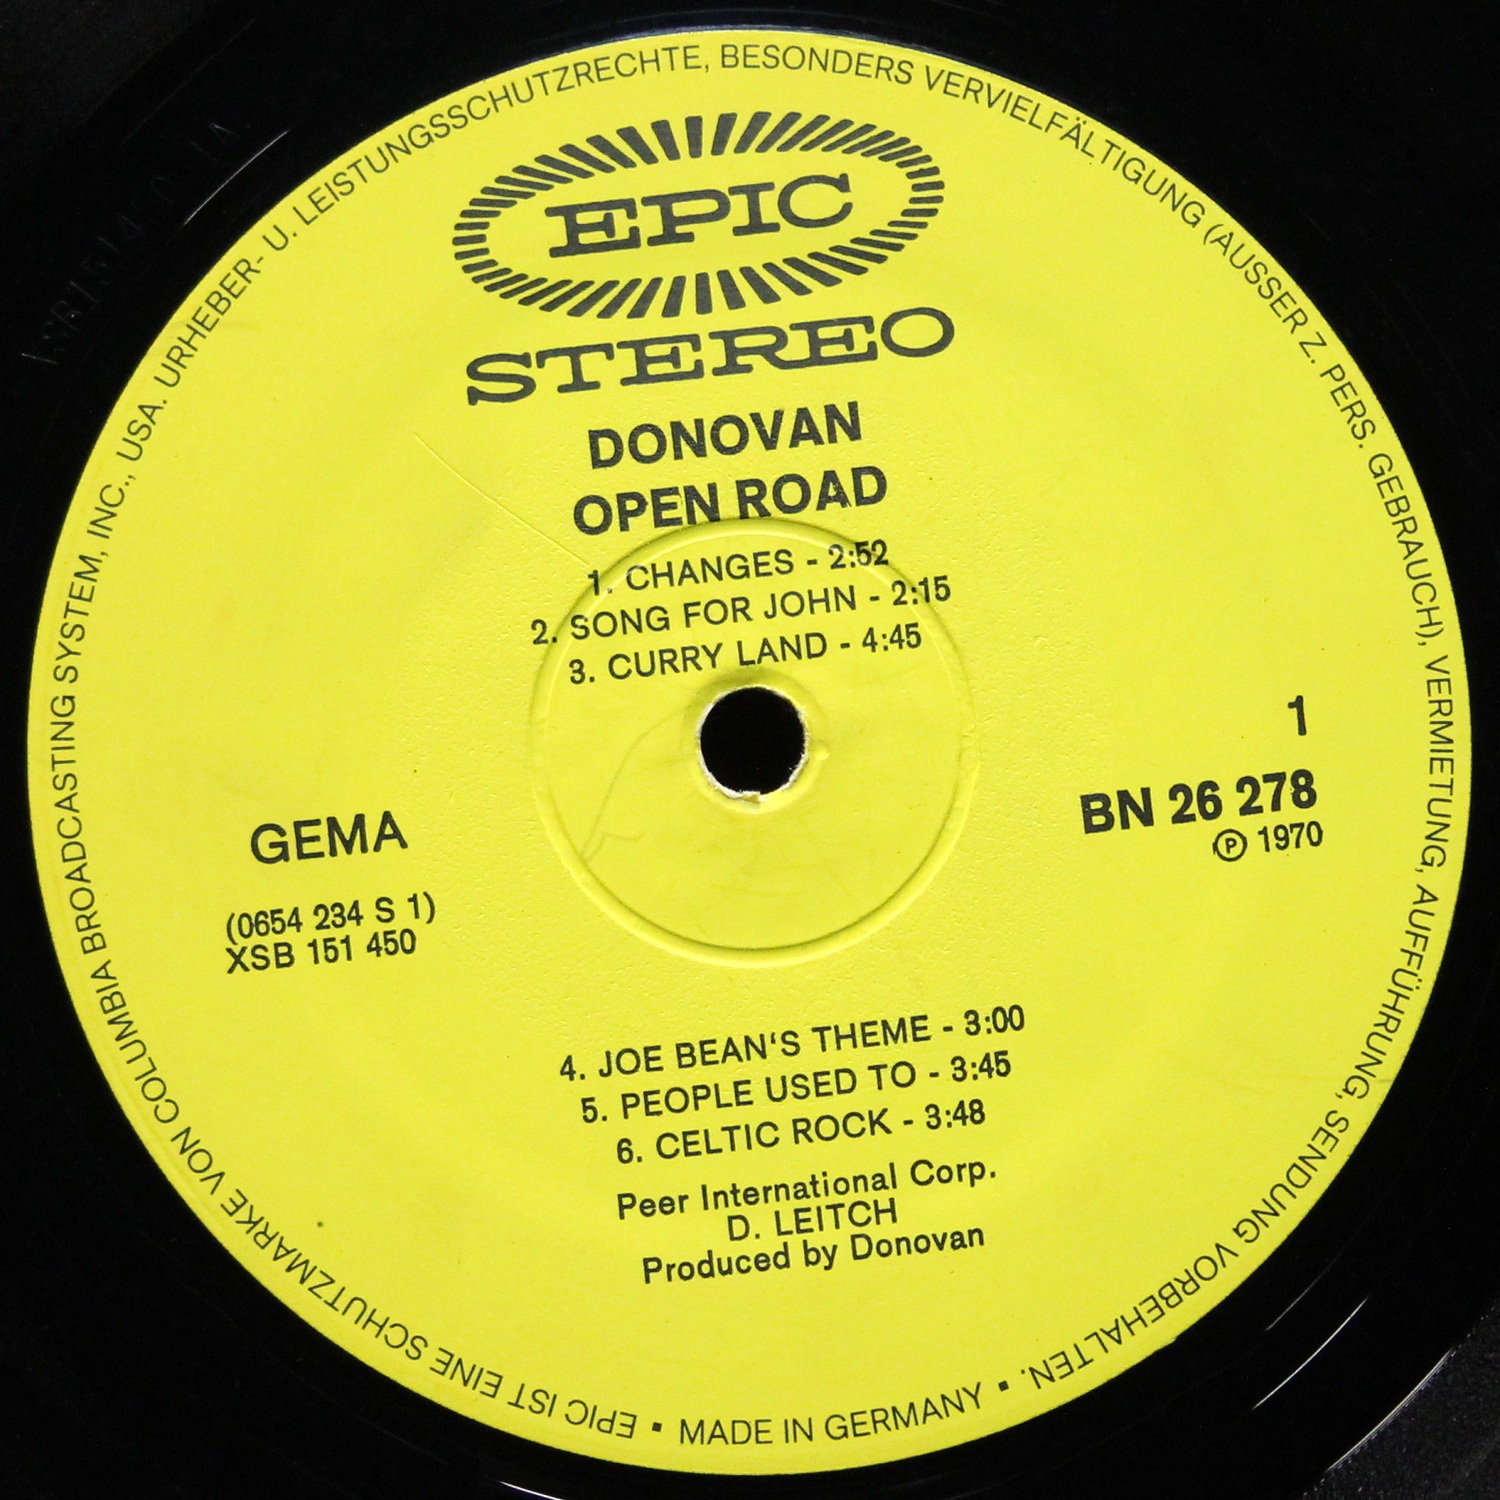 EPIC
STEREO
DONOVAN
OPEN ROAD
1. CHANGES - 2:52
2. SONG FOR JOHN - 2:15
3. CURRY LAND - 4:45
1
BN 26 278
Ⓟ 1970
GEMA
(0654 234 S 1)
XSB 151 450
4. JOE BEAN'S THEME - 3:00
5. PEOPLE USED TO - 3:45
6. CELTIC ROCK - 3:48
Peer International Corp.
D. LEITCH
Produced by Donovan
EPIC IST EINE SCHUTZMARKE VON COLUMBIA BROADCASTING SYSTEM, INC., USA. URHEBER- U. LEISTUNGSSCHUTZRECHTE, BESONDERS VERVIELFÄLTIGUNG (AUSSER Z. PERS. GEBRAUCH), VERMIETUNG, AUFFÜHRUNG, SENDUNG VORBEHALTEN. ▪ MADE IN GERMANY ▪